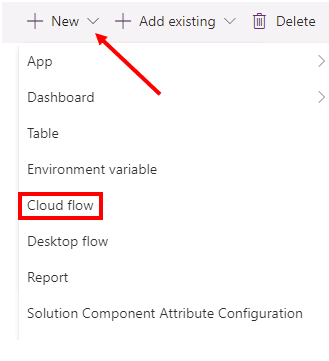 New Add existing Delete
App
Dashboard
Table
Environment variable
Cloud flow
Desktop flow
Report
Solution Component Attribute Configuration